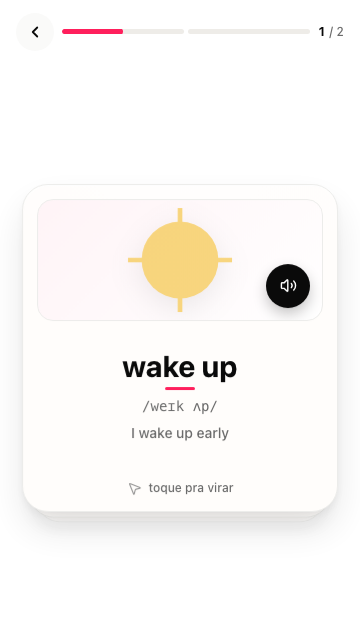 1 / 2
wake up
/weɪk ʌp/
I wake up early
toque pra virar